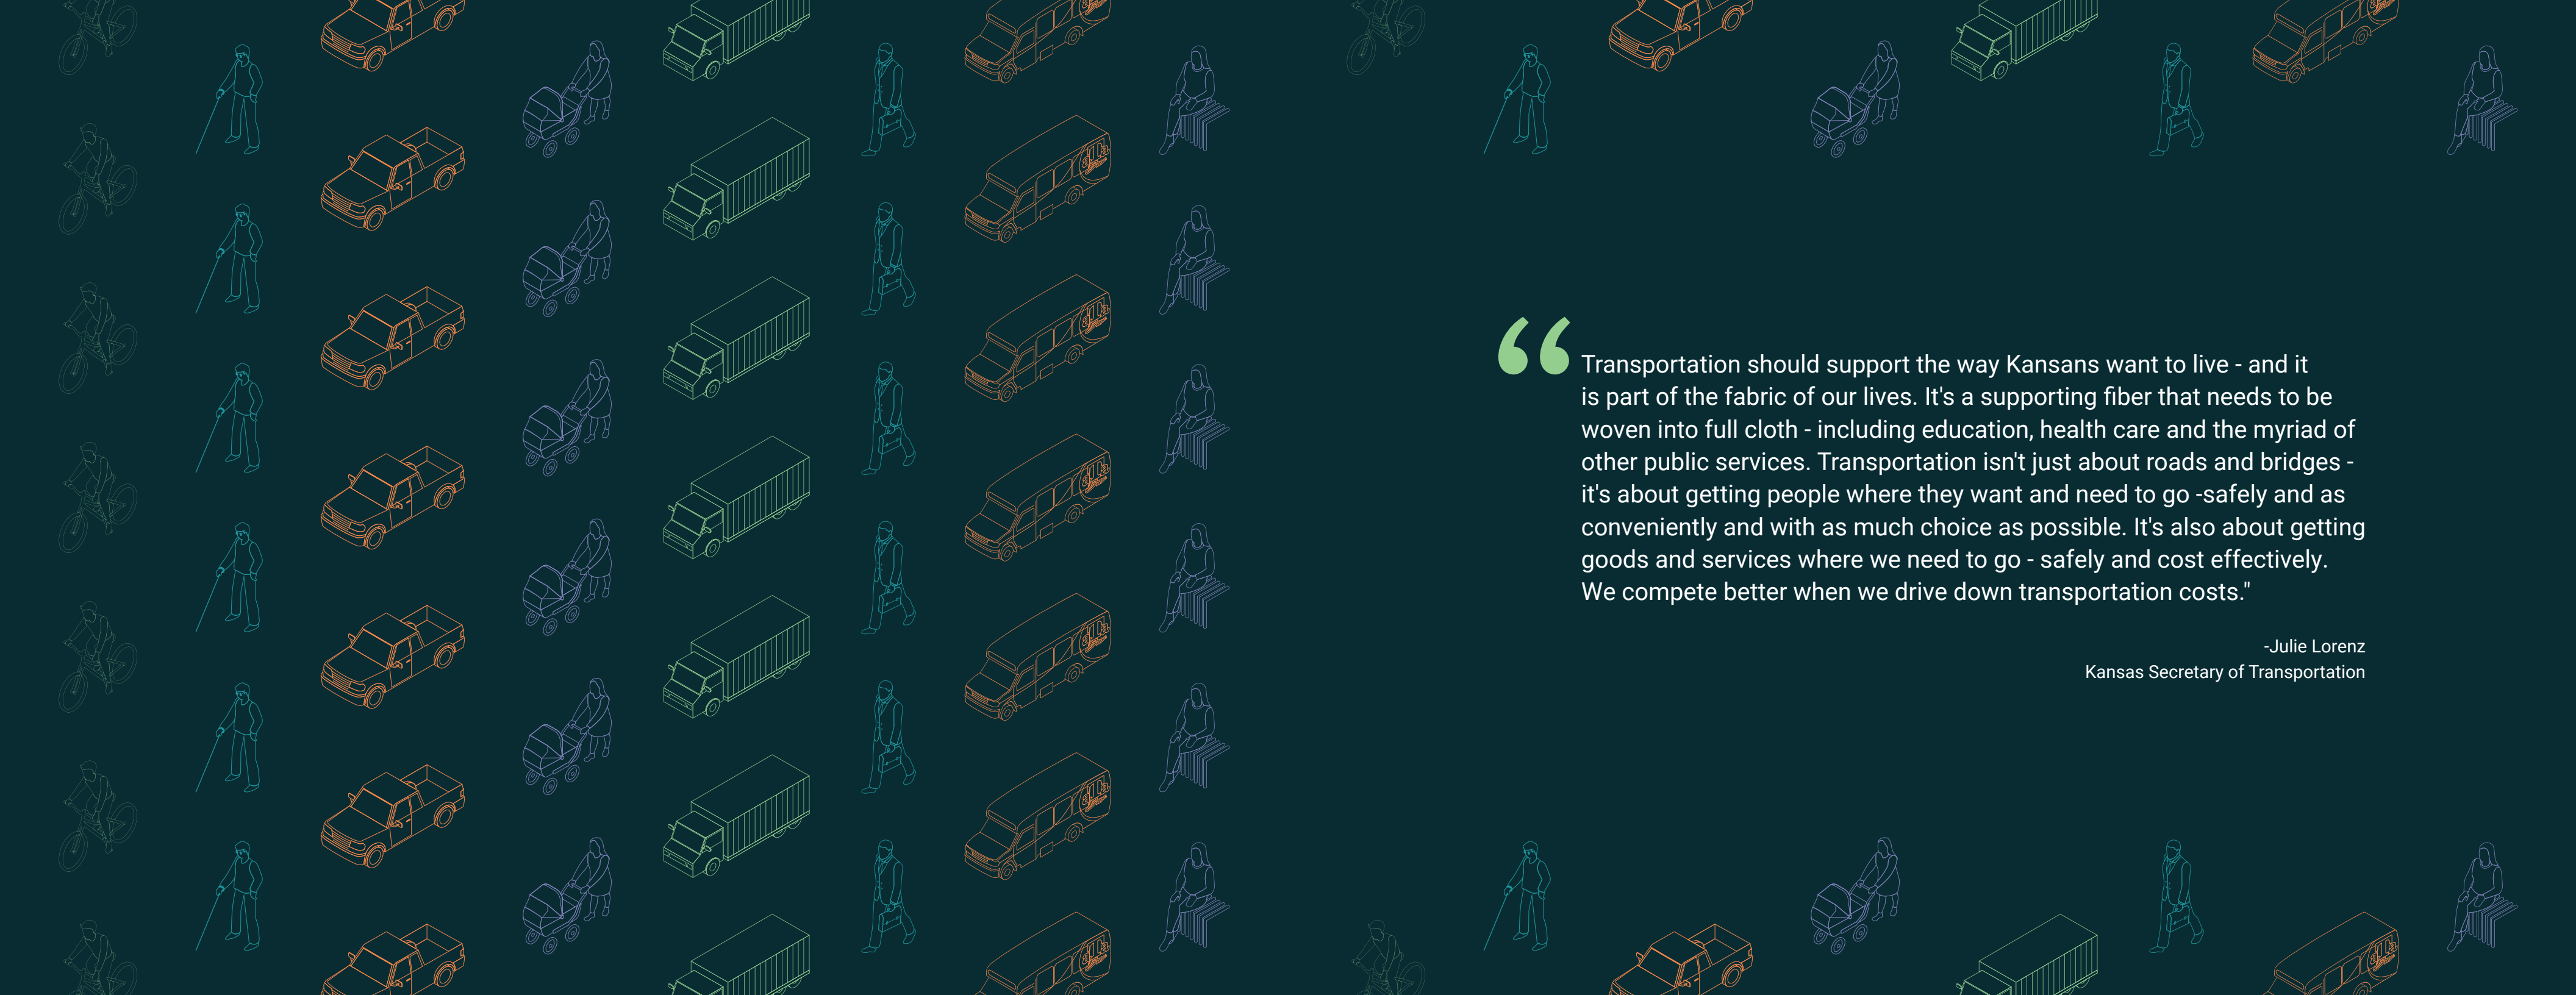 “
Transportation should support the way Kansans want to live - and it
is part of the fabric of our lives. It's a supporting fiber that needs to be
woven into full cloth - including education, health care and the myriad of
other public services. Transportation isn't just about roads and bridges -
it's about getting people where they want and need to go -safely and as
conveniently and with as much choice as possible. It's also about getting
goods and services where we need to go - safely and cost effectively.
We compete better when we drive down transportation costs."
-Julie Lorenz
Kansas Secretary of Transportation